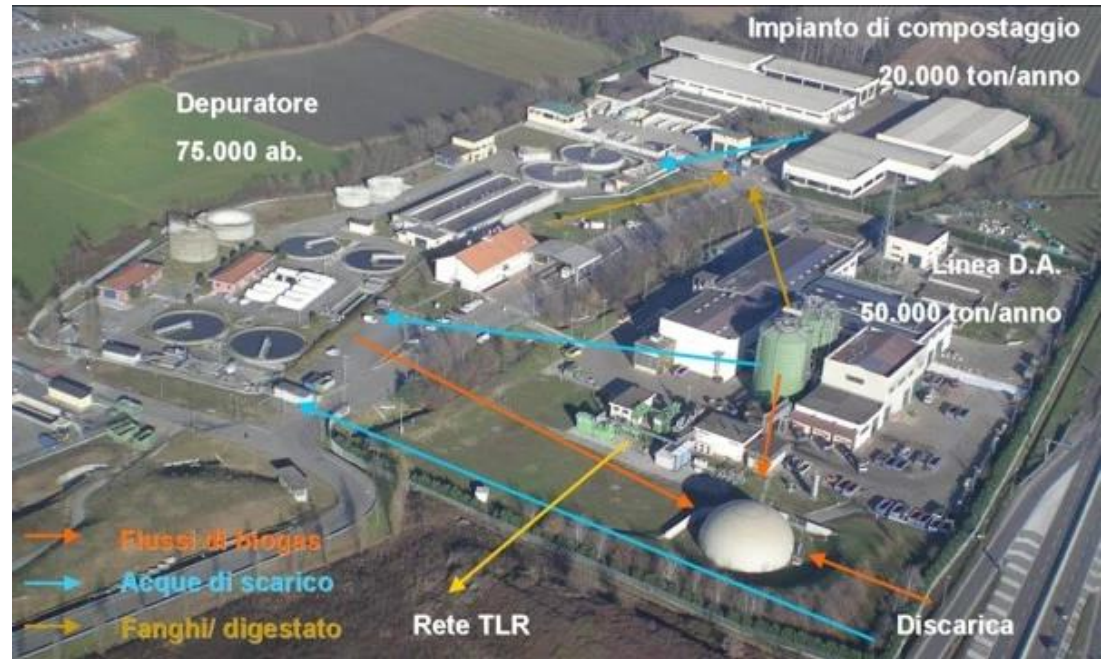 Impianto di compostaggio
20.000 ton/anno
Depuratore
75.000 ab.
Linea D.A.
50.000 ton/anno
Flussi di biogas
Acque di scarico
Fanghi/ digestato
Rete TLR
Discarica